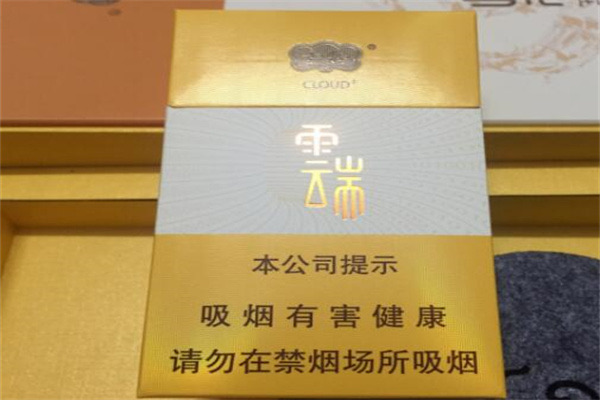 CLOUD+
雲端
本公司提示
吸烟有害健康
请勿在禁烟场所吸烟